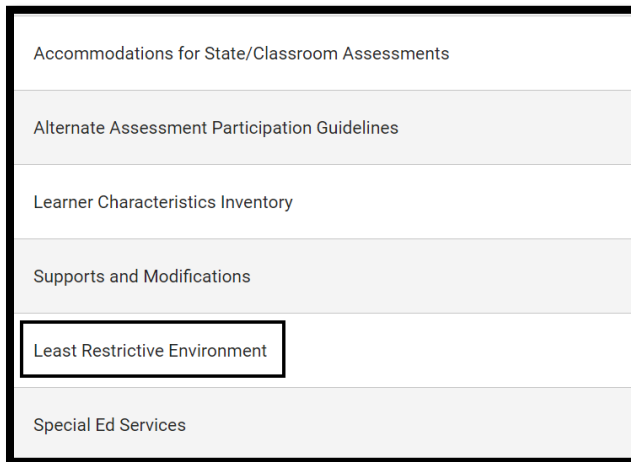 Accommodations for State/Classroom Assessments
Alternate Assessment Participation Guidelines
Learner Characteristics Inventory
Supports and Modifications
Least Restrictive Environment
Special Ed Services